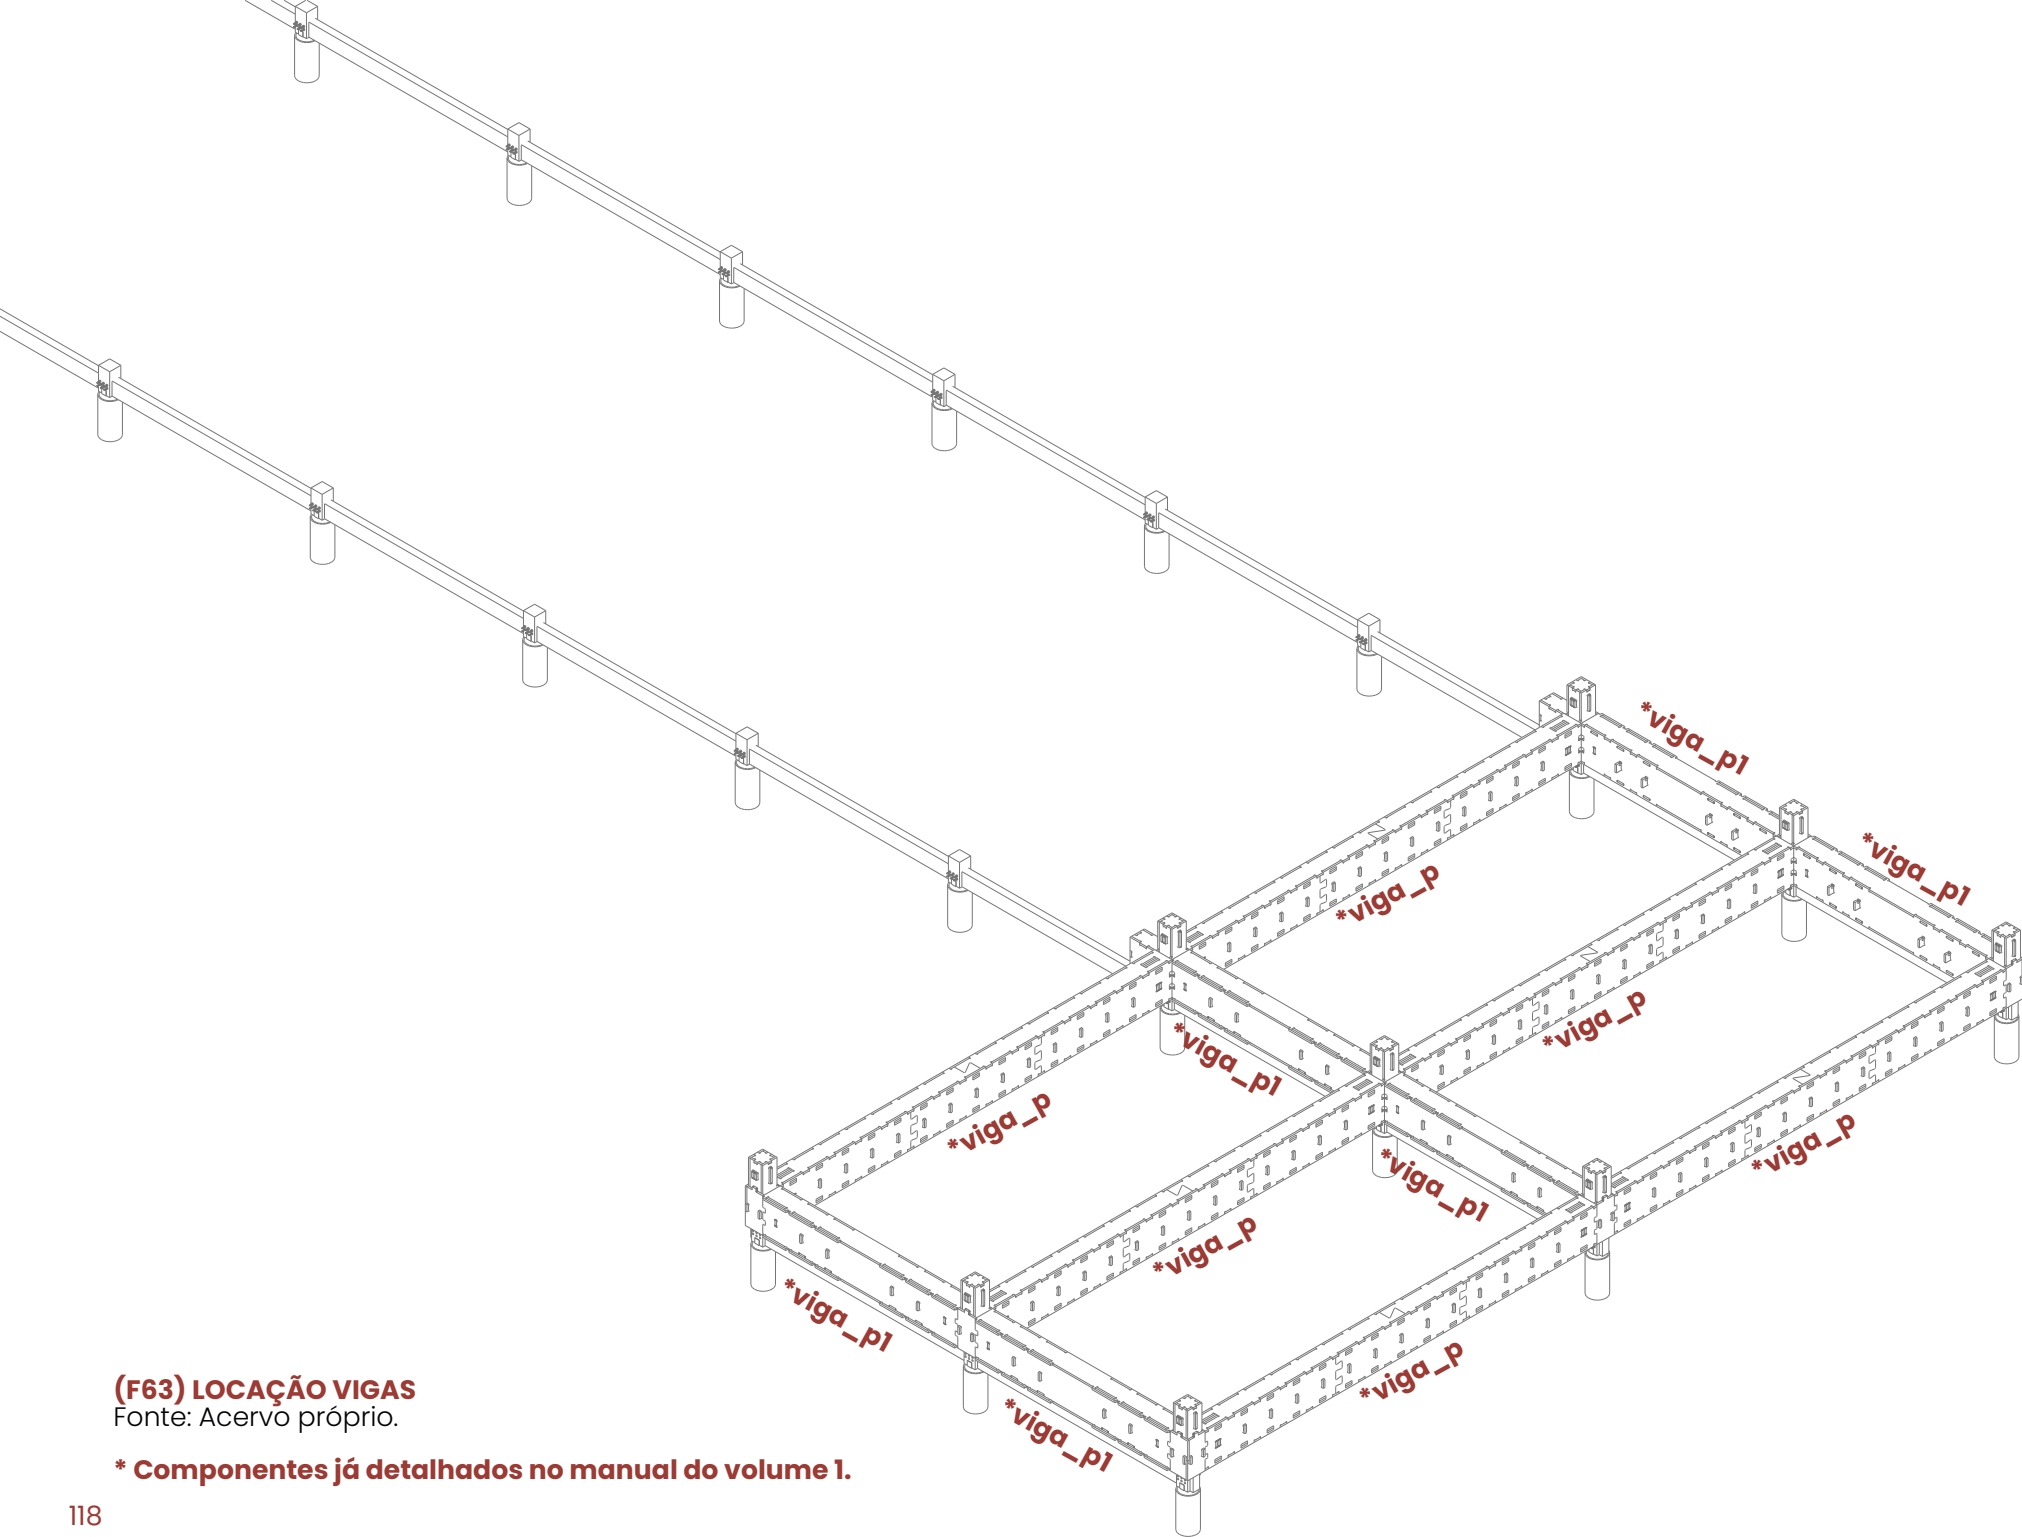 *viga_p1
*viga_p1
*viga_p
*viga_p
*viga_p1
*viga_p
*viga_p
*viga_p1
*viga_p
*viga_p1
*viga_p
*viga_p1
(F63) LOCAÇÃO VIGAS
Fonte: Acervo próprio.
* Componentes já detalhados no manual do volume 1.
118